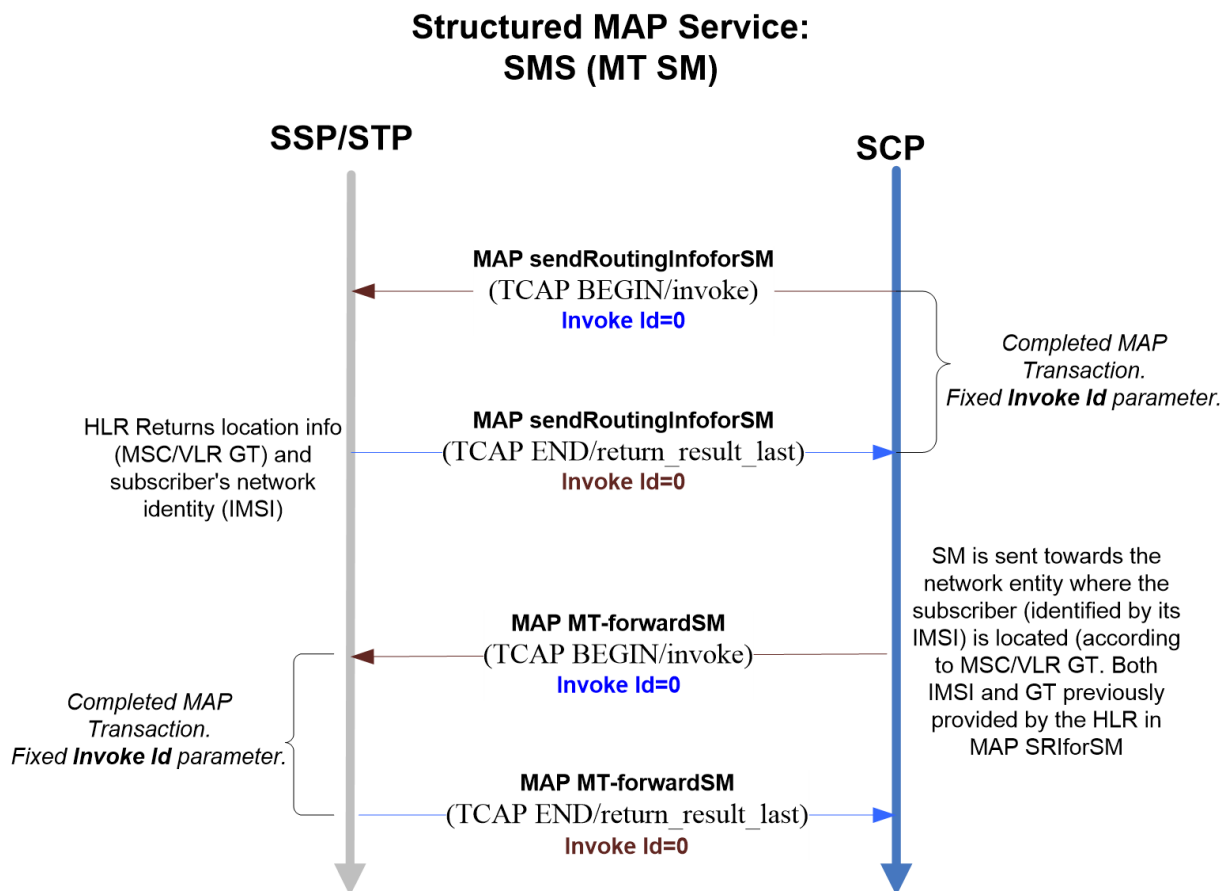 Structured MAP Service:
SMS (MT SM)
SSP/STP
SCP
MAP sendRoutingInfoforSM
(TCAP BEGIN/invoke)
Invoke Id=0
Completed MAP
Transaction.
Fixed Invoke Id parameter.
HLR Returns location info
(MSC/VLR GT) and
subscriber's network
identity (IMSI)
MAP sendRoutingInfoforSM
(TCAP END/return_result_last)
Invoke Id=0
SM is sent towards the
network entity where the
subscriber (identified by its
IMSI) is located (according
to MSC/VLR GT. Both
IMSI and GT previously
provided by the HLR in
MAP SRIforSM
MAP MT-forwardSM
(TCAP BEGIN/invoke)
Invoke Id=0
Completed MAP
Transaction.
Fixed Invoke Id parameter.
MAP MT-forwardSM
(TCAP END/return_result_last)
Invoke Id=0